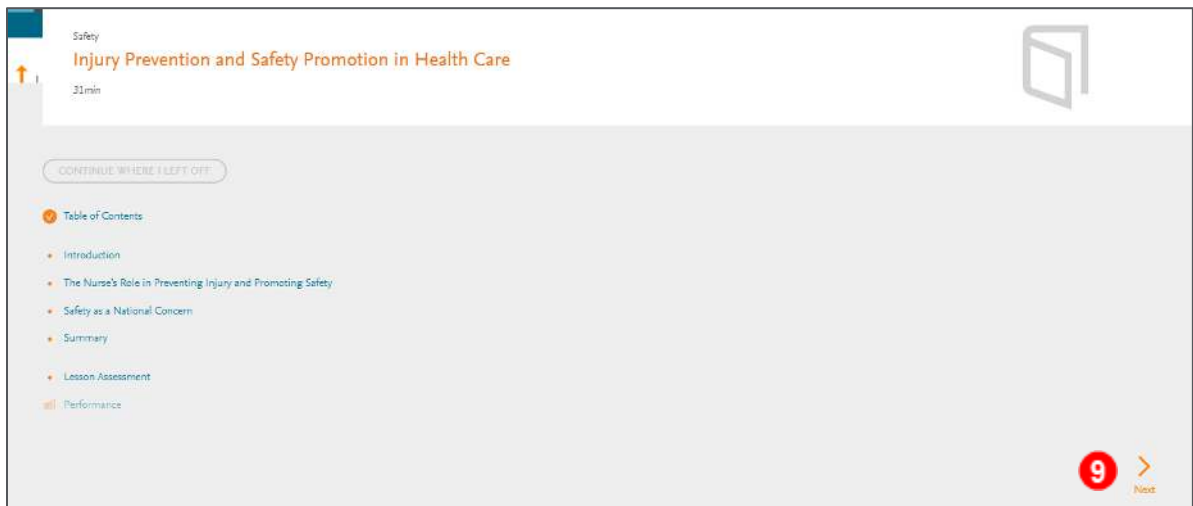 Safety
Injury Prevention and Safety Promotion in Health Care
31min
CONTINUE WHERE I LEFT OFF
Table of Contents
Introduction
The Nurse's Role in Preventing Injury and Promoting Safety
Safety as a National Concern
Summary
Lesson Assessment
Performance
9
Next